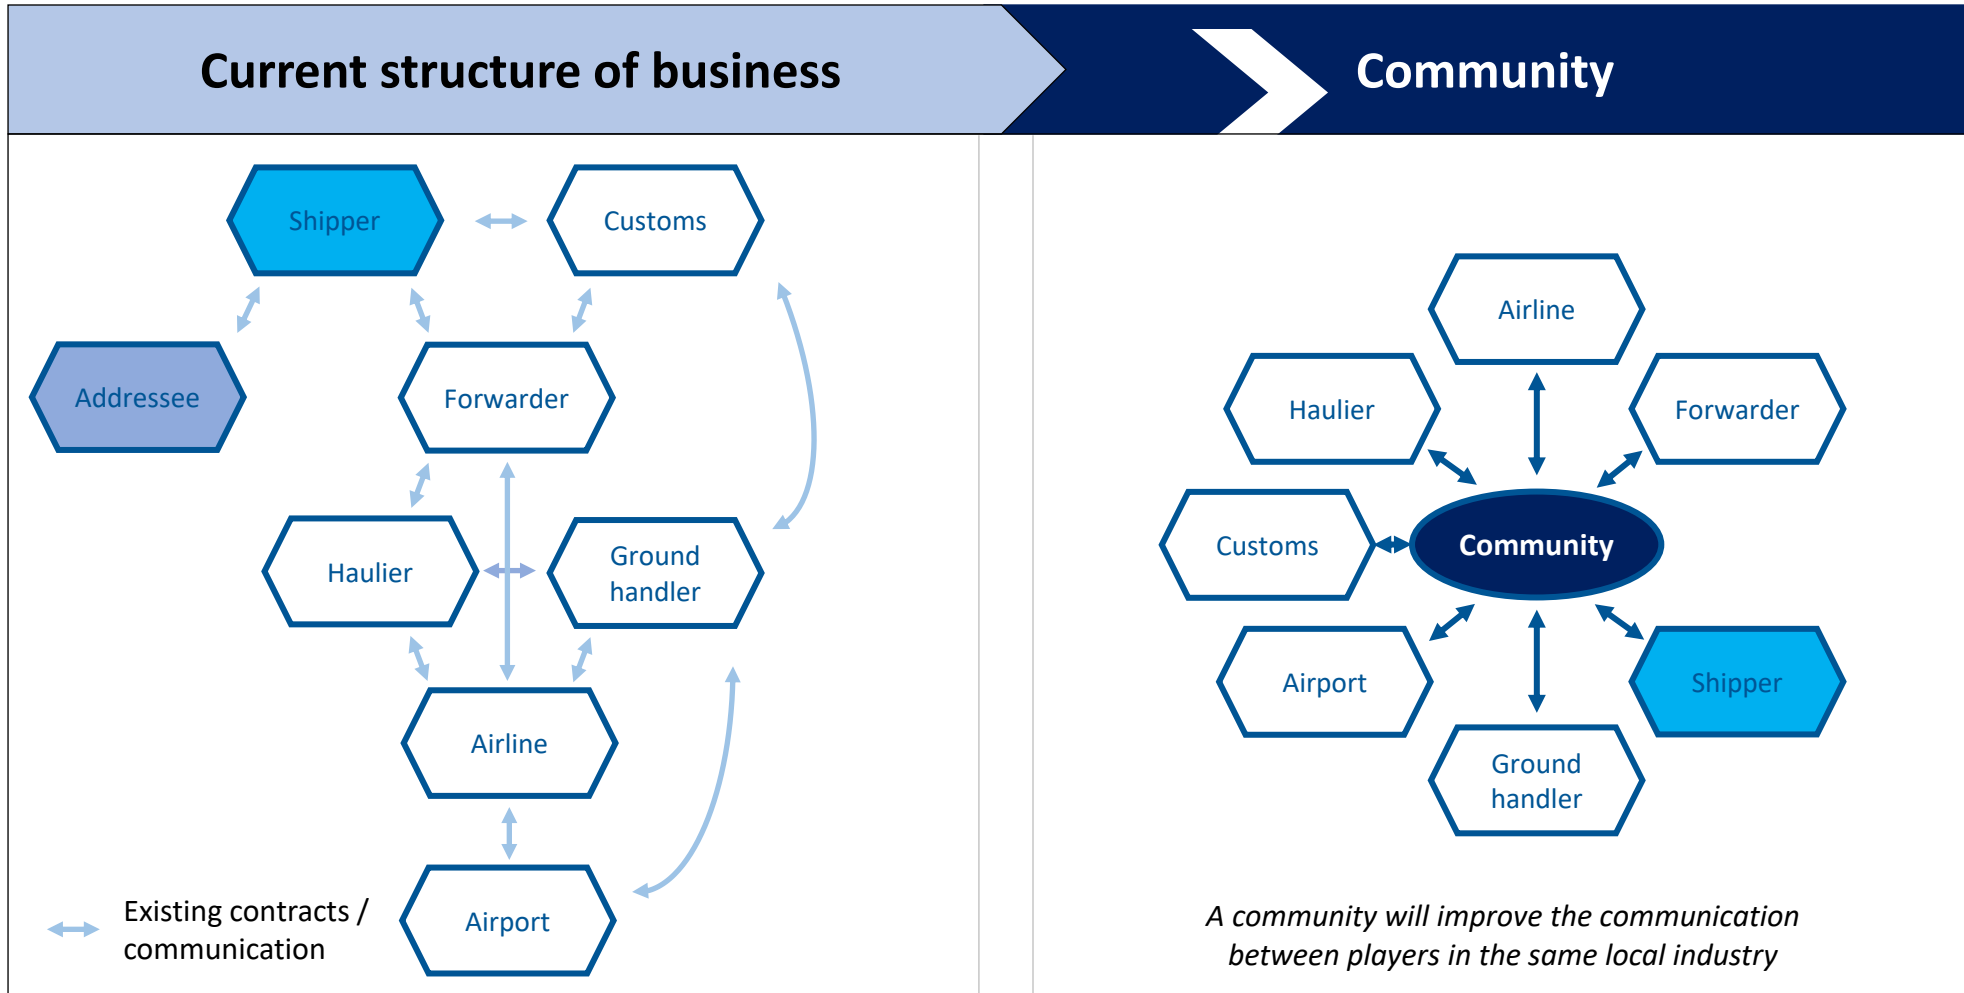 Current structure of business
Community
Shipper
Customs
Addressee
Forwarder
Haulier
Ground
handler
Airline
Airport
Existing contracts /
communication
Airline
Haulier
Forwarder
Customs
Community
Airport
Shipper
Ground
handler
A community will improve the communication
between players in the same local industry